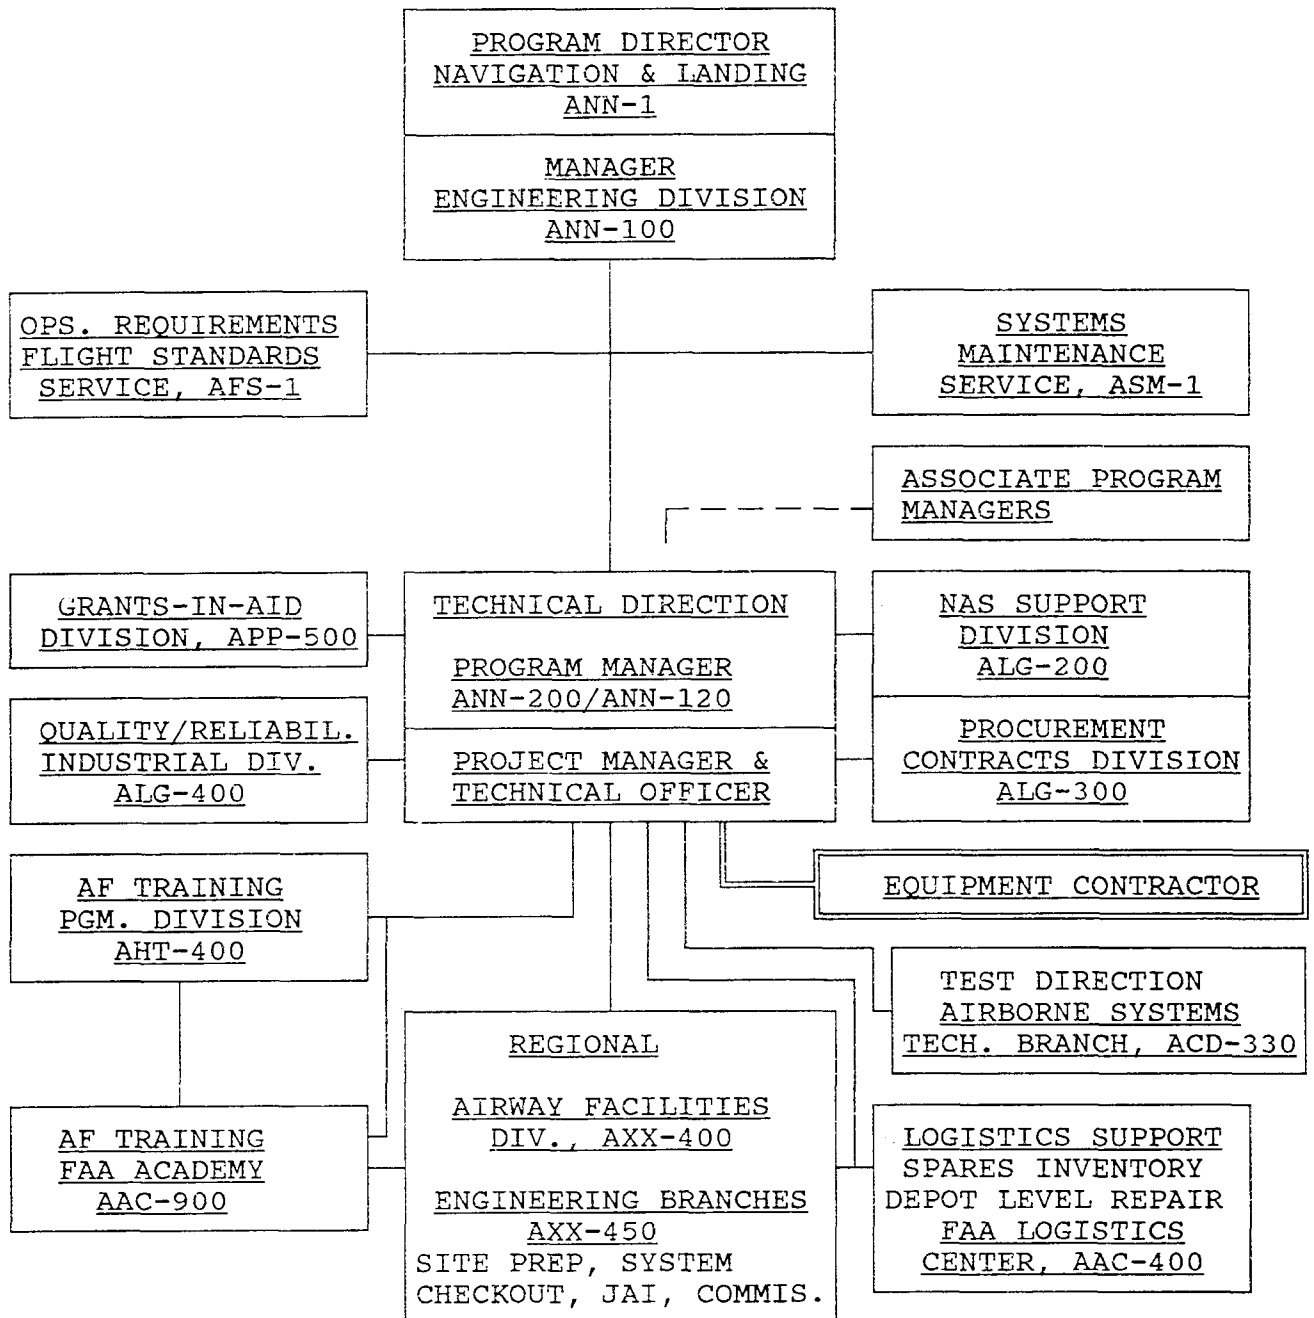 PROGRAM DIRECTOR
NAVIGATION & LANDING
ANN-1
MANAGER
ENGINEERING DIVISION
ANN-100
OPS. REQUIREMENTS
FLIGHT STANDARDS
SERVICE, AFS-1
SYSTEMS
MAINTENANCE
SERVICE, ASM-1
ASSOCIATE PROGRAM
MANAGERS
GRANTS-IN-AID
DIVISION, APP-500
TECHNICAL DIRECTION
PROGRAM MANAGER
ANN-200/ANN-120
NAS SUPPORT
DIVISION
ALG-200
QUALITY/RELIABIL.
INDUSTRIAL DIV.
ALG-400
PROJECT MANAGER &
TECHNICAL OFFICER
PROCUREMENT
CONTRACTS DIVISION
ALG-300
EQUIPMENT CONTRACTOR
AF TRAINING
PGM. DIVISION
AHT-400
TEST DIRECTION
AIRBORNE SYSTEMS
TECH. BRANCH, ACD-330
AF TRAINING
FAA ACADEMY
AAC-900
REGIONAL
AIRWAY FACILITIES
DIV., AXX-400
ENGINEERING BRANCHES
AXX-450
SITE PREP, SYSTEM
CHECKOUT, JAI, COMMIS.
LOGISTICS SUPPORT
SPARES INVENTORY
DEPOT LEVEL REPAIR
FAA LOGISTICS
CENTER, AAC-400